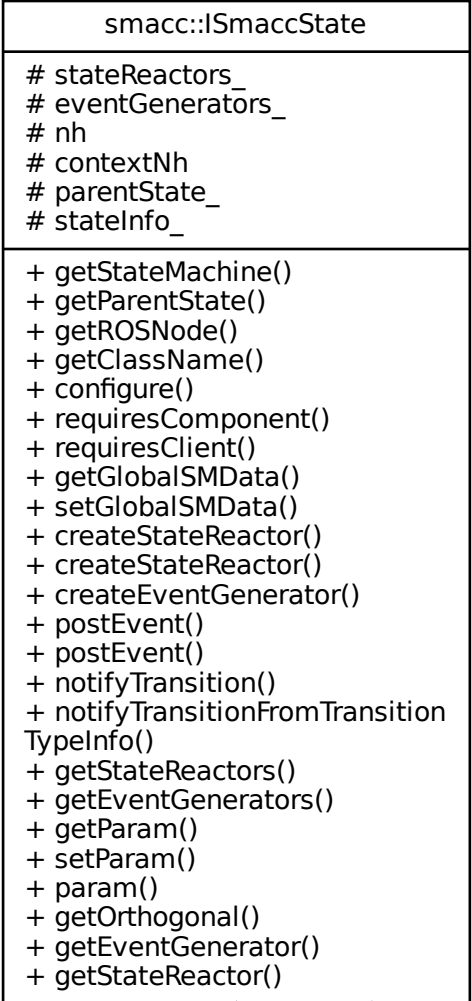 smacc::ISmaccState
# stateReactors_
# eventGenerators_
# nh
# contextNh
# parentState_
# stateInfo_
+ getStateMachine()
+ getParentState()
+ getROSNode()
+ getClassName()
+ configure()
+ requiresComponent()
+ requiresClient()
+ getGlobalSMData()
+ setGlobalSMData()
+ createStateReactor()
+ createStateReactor()
+ createEventGenerator()
+ postEvent()
+ postEvent()
+ notifyTransition()
+ notifyTransitionFromTransition
TypeInfo()
+ getStateReactors()
+ getEventGenerators()
+ getParam()
+ setParam()
+ param()
+ getOrthogonal()
+ getEventGenerator()
+ getStateReactor()